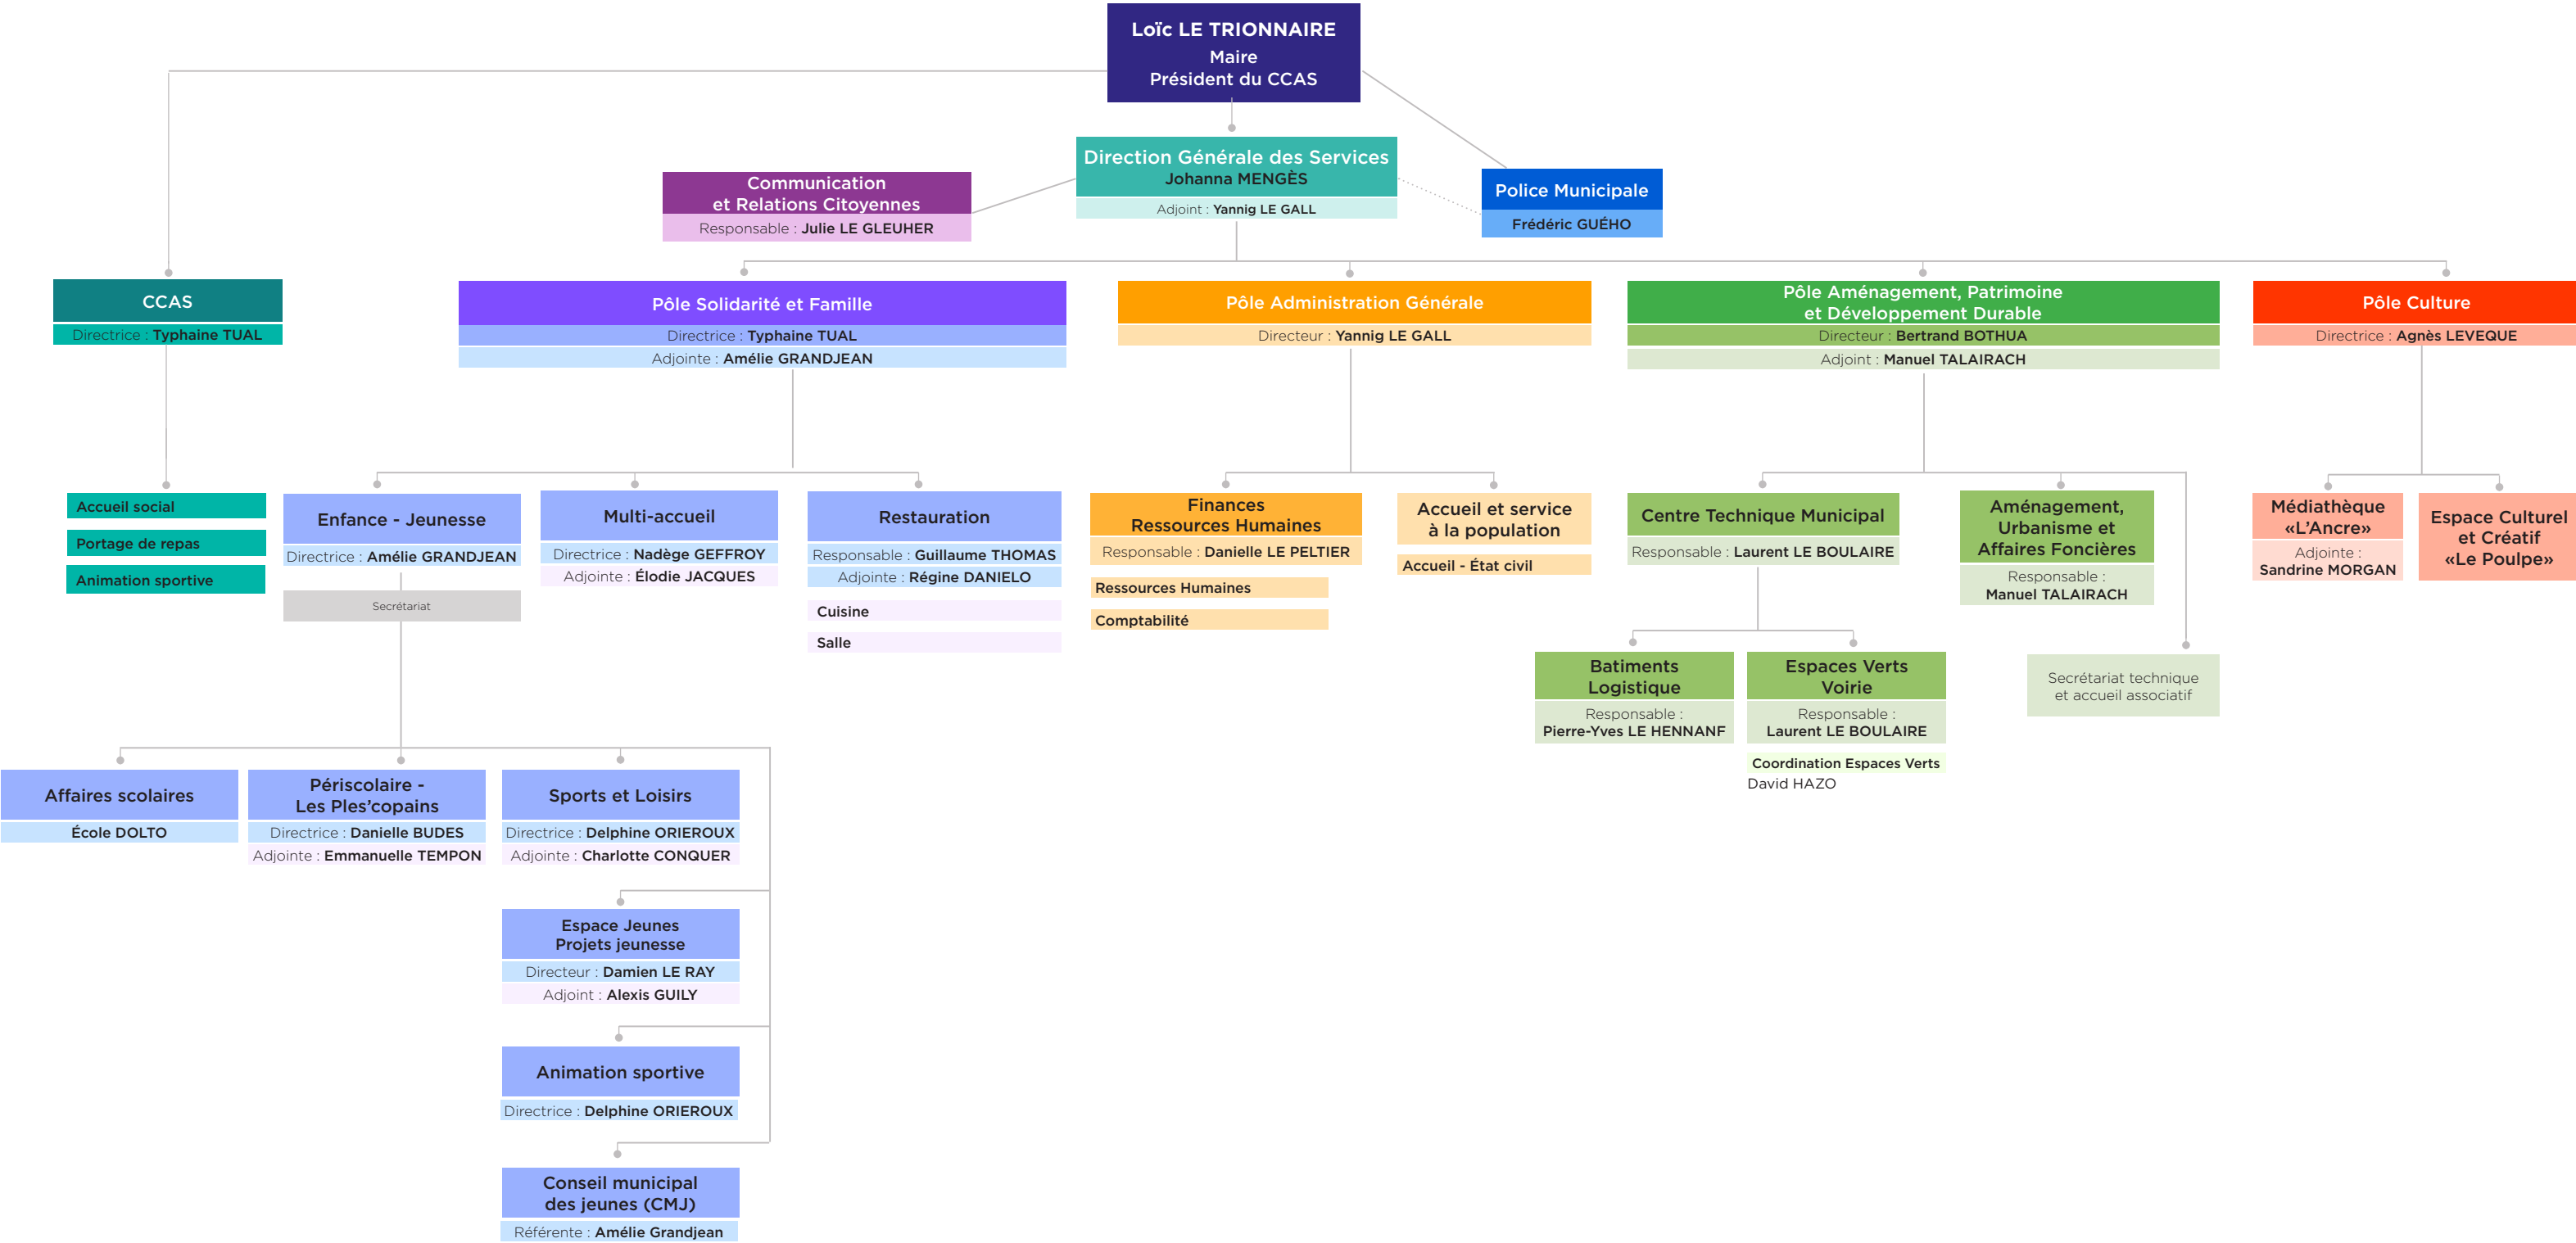 Loïc LE TRIONNAIRE
Maire
Président du CCAS
Direction Générale des Services
Johanna MENGÈS
Adjoint : Yannig LE GALL
Communication
et Relations Citoyennes
Responsable : Julie LE GLEUHER
Police Municipale
Frédéric GUÉHO
CCAS
Directrice : Typhaine TUAL
Pôle Solidarité et Famille
Directrice : Typhaine TUAL
Adjointe : Amélie GRANDJEAN
Pôle Administration Générale
Directeur : Yannig LE GALL
Pôle Aménagement, Patrimoine
et Développement Durable
Directeur : Bertrand BOTHUA
Adjoint : Manuel TALAIRACH
Pôle Culture
Directrice : Agnès LEVEQUE
Accueil social
Portage de repas
Animation sportive
Enfance - Jeunesse
Directrice : Amélie GRANDJEAN
Secrétariat
Multi-accueil
Directrice : Nadège GEFFROY
Adjointe : Élodie JACQUES
Restauration
Responsable : Guillaume THOMAS
Adjointe : Régine DANIELO
Cuisine
Salle
Finances
Ressources Humaines
Responsable : Danielle LE PELTIER
Ressources Humaines
Comptabilité
Accueil et service
à la population
Accueil - État civil
Centre Technique Municipal
Responsable : Laurent LE BOULAIRE
Aménagement,
Urbanisme et
Affaires Foncières
Responsable :
Manuel TALAIRACH
Médiathèque
«L'Ancre»
Adjointe :
Sandrine MORGAN
Espace Culturel
et Créatif
«Le Poulpe»
Batiments
Logistique
Responsable :
Pierre-Yves LE HENNANF
Espaces Verts
Voirie
Responsable :
Laurent LE BOULAIRE
Coordination Espaces Verts
David HAZO
Secrétariat technique
et accueil associatif
Affaires scolaires
École DOLTO
Périscolaire -
Les Ples'copains
Directrice : Danielle BUDES
Adjointe : Emmanuelle TEMPON
Sports et Loisirs
Directrice : Delphine ORIEROUX
Adjointe : Charlotte CONQUER
Espace Jeunes
Projets jeunesse
Directeur : Damien LE RAY
Adjoint : Alexis GUILY
Animation sportive
Directrice : Delphine ORIEROUX
Conseil municipal
des jeunes (CMJ)
Référente : Amélie Grandjean